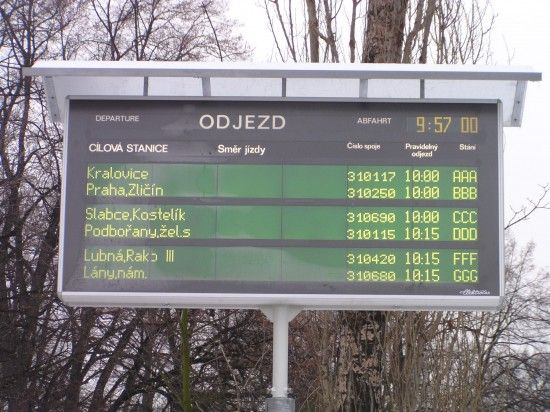 DEPARTURE ODJEZD ABFAHRT 9:57 00
CÍLOVÁ STANICE Směr jízdy Číslo spoje Pravidelný odjezd Stání
Kralovice 310117 10:00 AAA
Praha,Zličín 310250 10:00 BBB
Slabce,Kostelík 310690 10:00 CCC
Podbořany,žel.s 310115 10:15 DDD
Lubná,Rako III 310420 10:15 FFF
Lány,nám. 310680 10:15 GGG